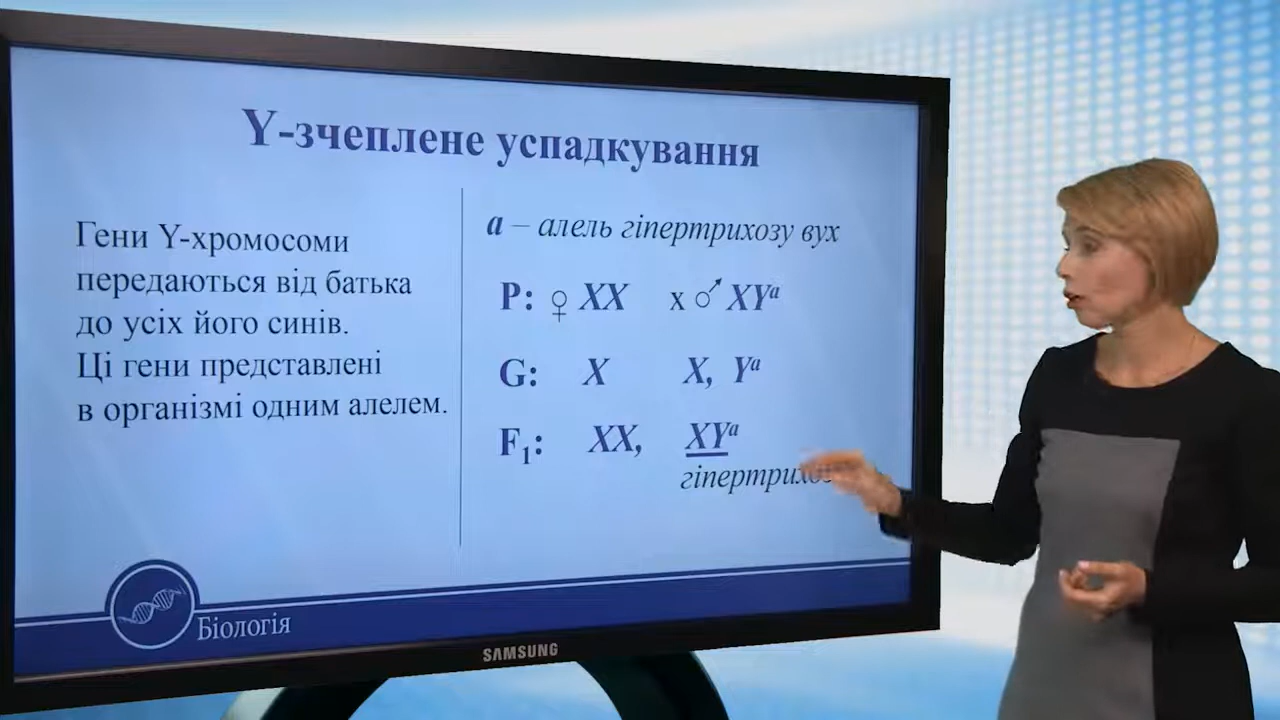 Y-зчеплене успадкування
Гени Y-хромосоми
передаються від батька
до усіх його синів.
Ці гени представлені
в організмі одним алелем.
a – алель гіпертрихозу вух
P: ♀ XX x ♂ XYᵃ
G: X X, Yᵃ
F₁: XX, XYᵃ
Біологія
SAMSUNG